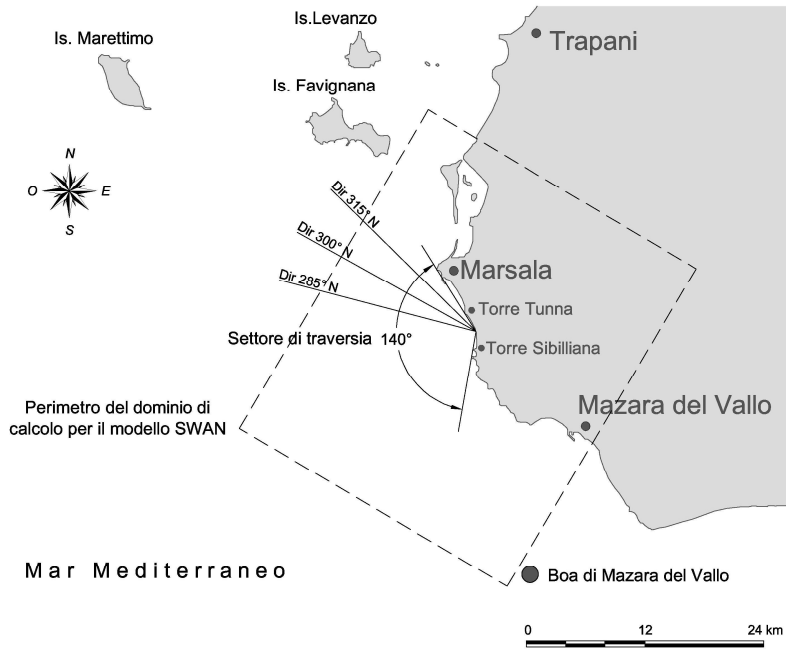 Is.Levanzo
Is. Marettimo
Trapani
Is. Favignana
N
O
E
S
Dir 315° N
Dir 300° N
Dir 285° N
Marsala
Torre Tunna
Settore di traversia 140°
Torre Sibilliana
Mazara del Vallo
Perimetro del dominio di
calcolo per il modello SWAN
Mar Mediterraneo
Boa di Mazara del Vallo
0 12 24 km